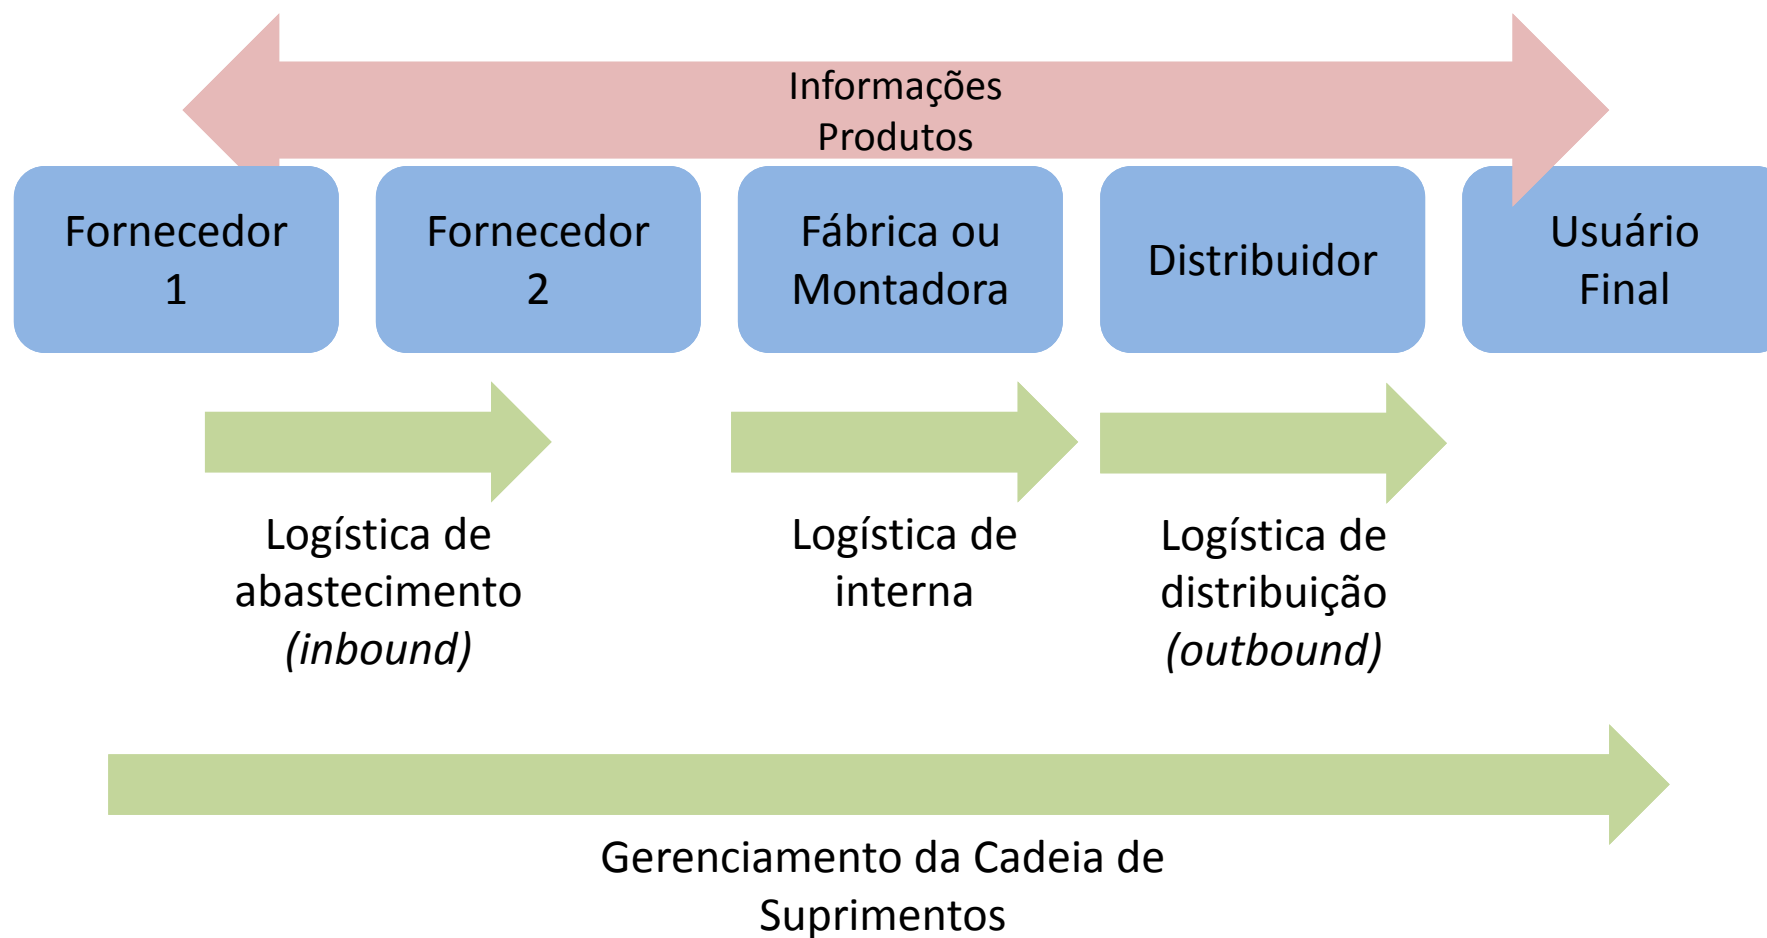 Informações
Produtos
Fornecedor
1
Fornecedor
2
Fábrica ou
Montadora
Distribuidor
Usuário
Final
Logística de
abastecimento
(inbound)
Logística de
interna
Logística de
distribuição
(outbound)
Gerenciamento da Cadeia de
Suprimentos